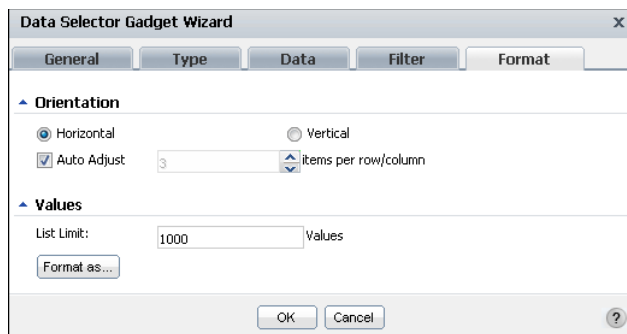 Data Selector Gadget Wizard x
General Type Data Filter Format
Orientation
Horizontal Vertical
Auto Adjust 3 items per row/column
Values
List Limit: 1000 Values
Format as...
OK Cancel ?